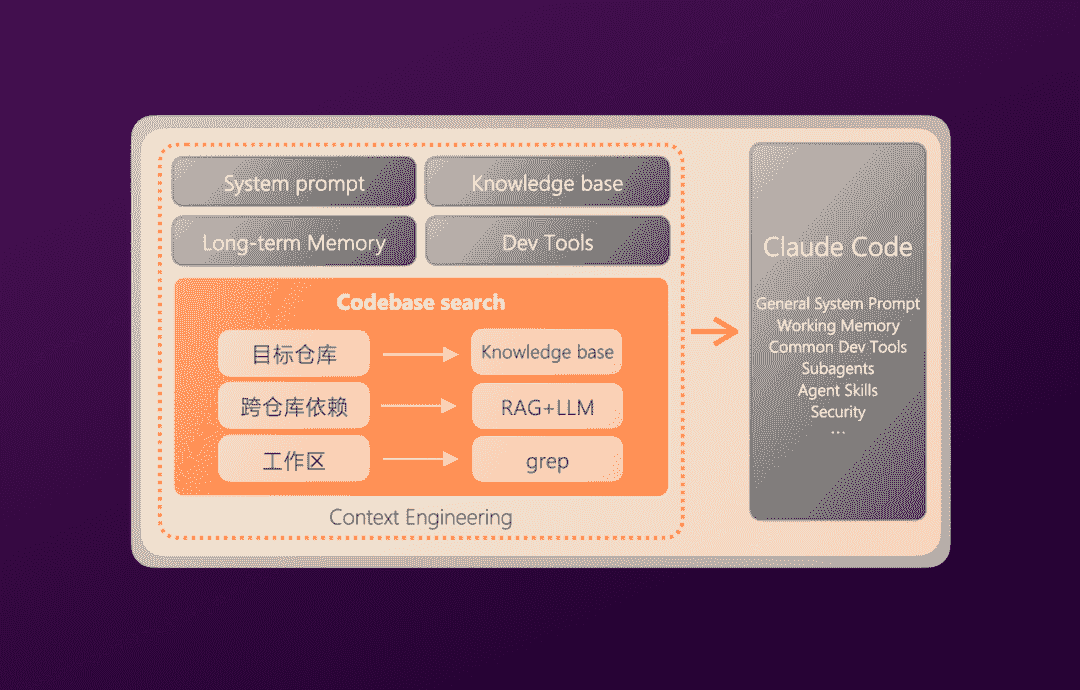 System prompt
Knowledge base
Long-term Memory
Dev Tools
Codebase search
目标仓库
Knowledge base
跨仓库依赖
RAG+LLM
工作区
grep
Context Engineering
Claude Code
General System Prompt
Working Memory
Common Dev Tools
Subagents
Agent Skills
Security
...